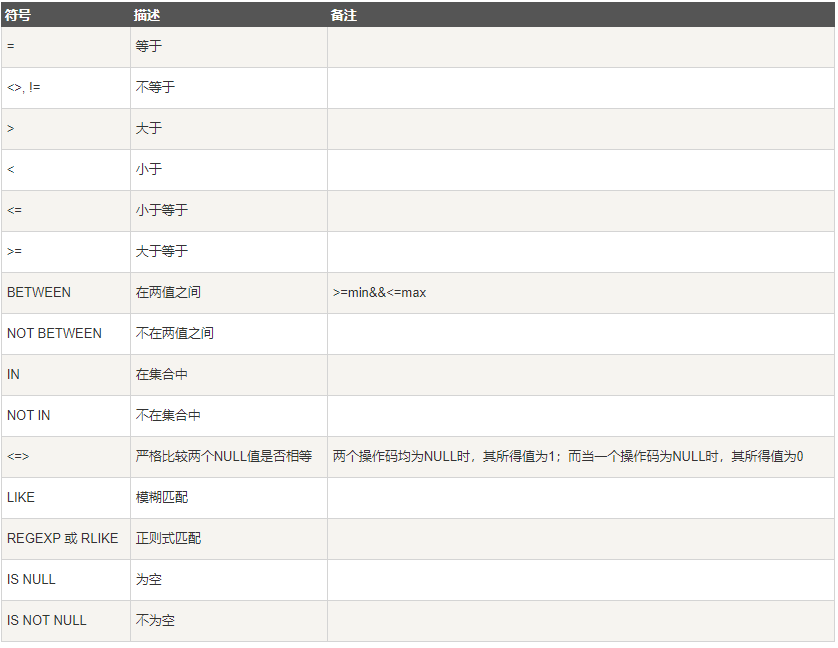 符号 描述 备注
= 等于
<>, != 不等于
> 大于
< 小于
<= 小于等于
>= 大于等于
BETWEEN 在两值之间 >=min&&<=max
NOT BETWEEN 不在两值之间
IN 在集合中
NOT IN 不在集合中
<=> 严格比较两个NULL值是否相等 两个操作码均为NULL时，其所得值为1；而当一个操作码为NULL时，其所得值为0
LIKE 模糊匹配
REGEXP 或 RLIKE 正则式匹配
IS NULL 为空
IS NOT NULL 不为空